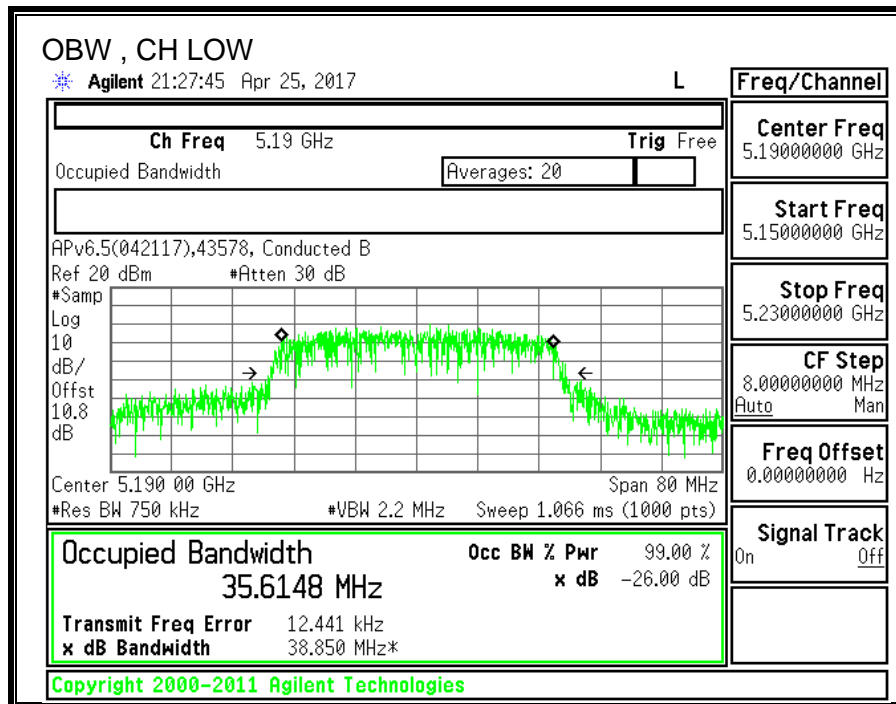 OBW , CH LOW
Agilent 21:27:45 Apr 25, 2017 L
Freq/Channel
Ch Freq 5.19 GHz Trig Free
Occupied Bandwidth Averages: 20
APv6.5(042117),43578, Conducted B
Ref 20 dBm #Atten 30 dB
#Samp
Log
10
dB/
Offst
10.8
dB
Center 5.190 00 GHz Span 80 MHz
#Res BW 750 kHz #VBW 2.2 MHz Sweep 1.066 ms (1000 pts)
Occupied Bandwidth Occ BW % Pwr 99.00 %
35.6148 MHz x dB -26.00 dB
Transmit Freq Error 12.441 kHz
x dB Bandwidth 38.850 MHz*
Copyright 2000-2011 Agilent Technologies
Center Freq
5.19000000 GHz
Start Freq
5.15000000 GHz
Stop Freq
5.23000000 GHz
CF Step
8.00000000 MHz
Auto Man
Freq Offset
0.00000000 Hz
Signal Track
On Off